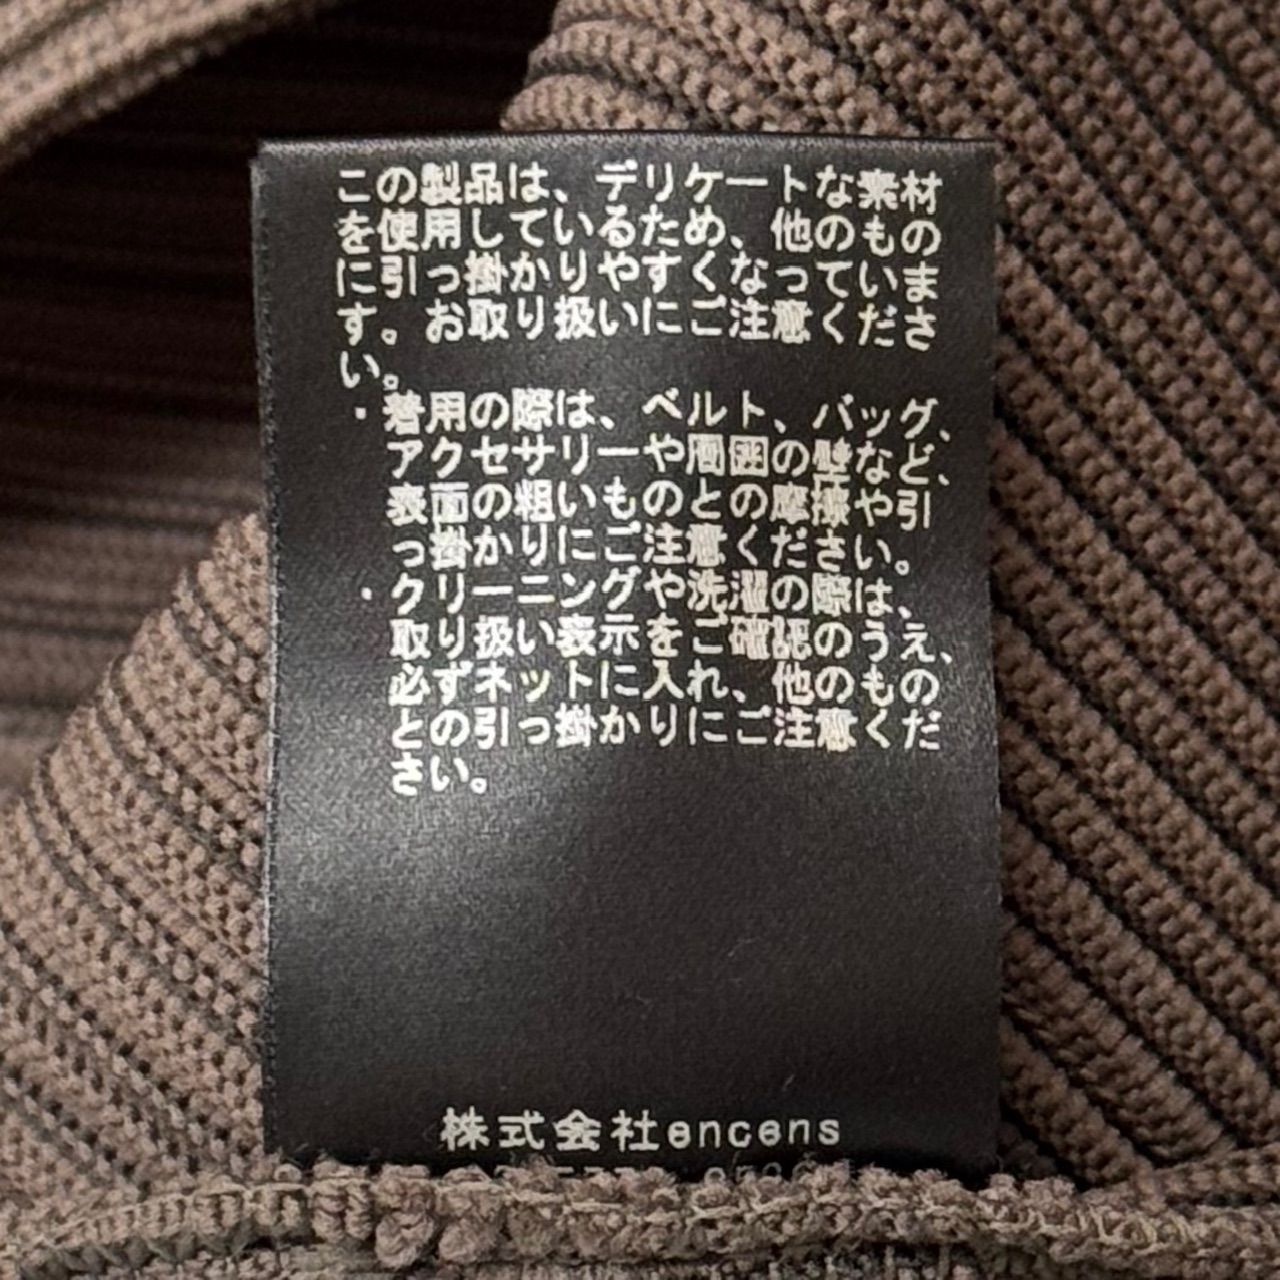 この製品は、デリケートな素材
を使用しているため、他のもの
に引っ掛かりやすくなっていま
す。お取り扱いにご注意くださ
い。
・着用の際は、ベルト、バッグ、
アクセサリーや周囲の壁など、
表面の粗いものとの摩擦や引
っ掛かりにご注意ください。
・クリーニングや洗濯の際は、
取り扱い表示をご確認のうえ、
必ずネットに入れ、他のもの
との引っ掛かりにご注意くだ
さい。
株式会社encens